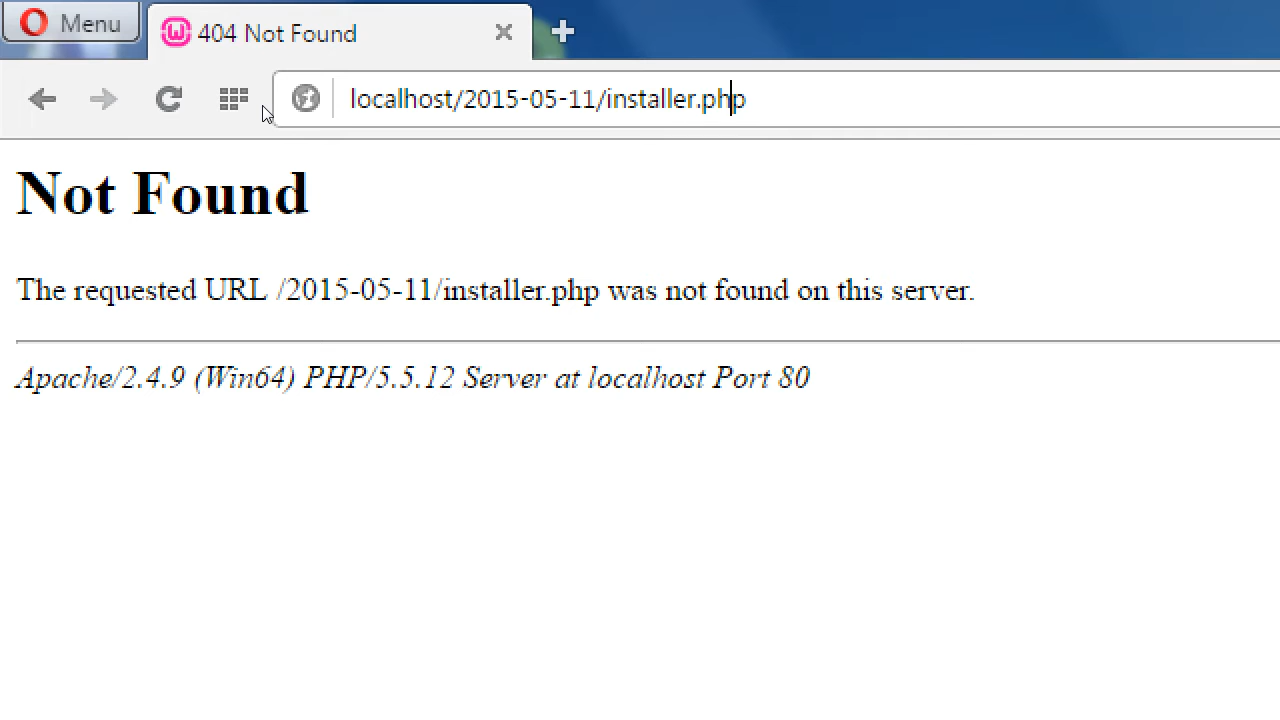 Menu
404 Not Found
localhost/2015-05-11/installer.php
Not Found
The requested URL /2015-05-11/installer.php was not found on this server.
Apache/2.4.9 (Win64) PHP/5.5.12 Server at localhost Port 80